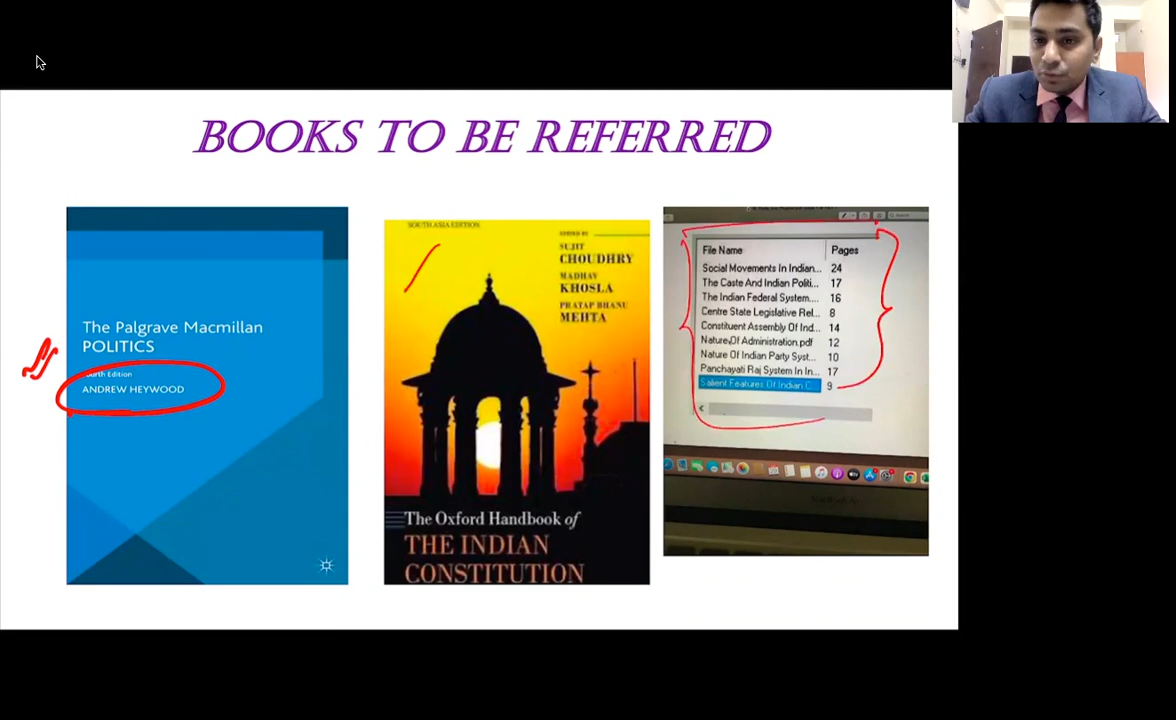 BOOKS TO BE REFERRED
The Palgrave Macmillan
POLITICS
Fourth Edition
ANDREW HEYWOOD
SOUTH ASIA EDITION
EDITED BY
SUJIT
CHOUDHRY
MADHAV
KHOSLA
PRATAP BHANU
MEHTA
The Oxford Handbook of
THE INDIAN
CONSTITUTION
File Name Pages
Social Movements In Indian... 24
The Caste And Indian Politi... 17
The Indian Federal System.... 16
Centre State Legislative Rel... 8
Constituent Assembly Of Ind... 14
Nature Of Administration.pdf 12
Nature Of Indian Party Syst... 10
Panchayati Raj System In In... 17
Salient Features Of Indian C... 9